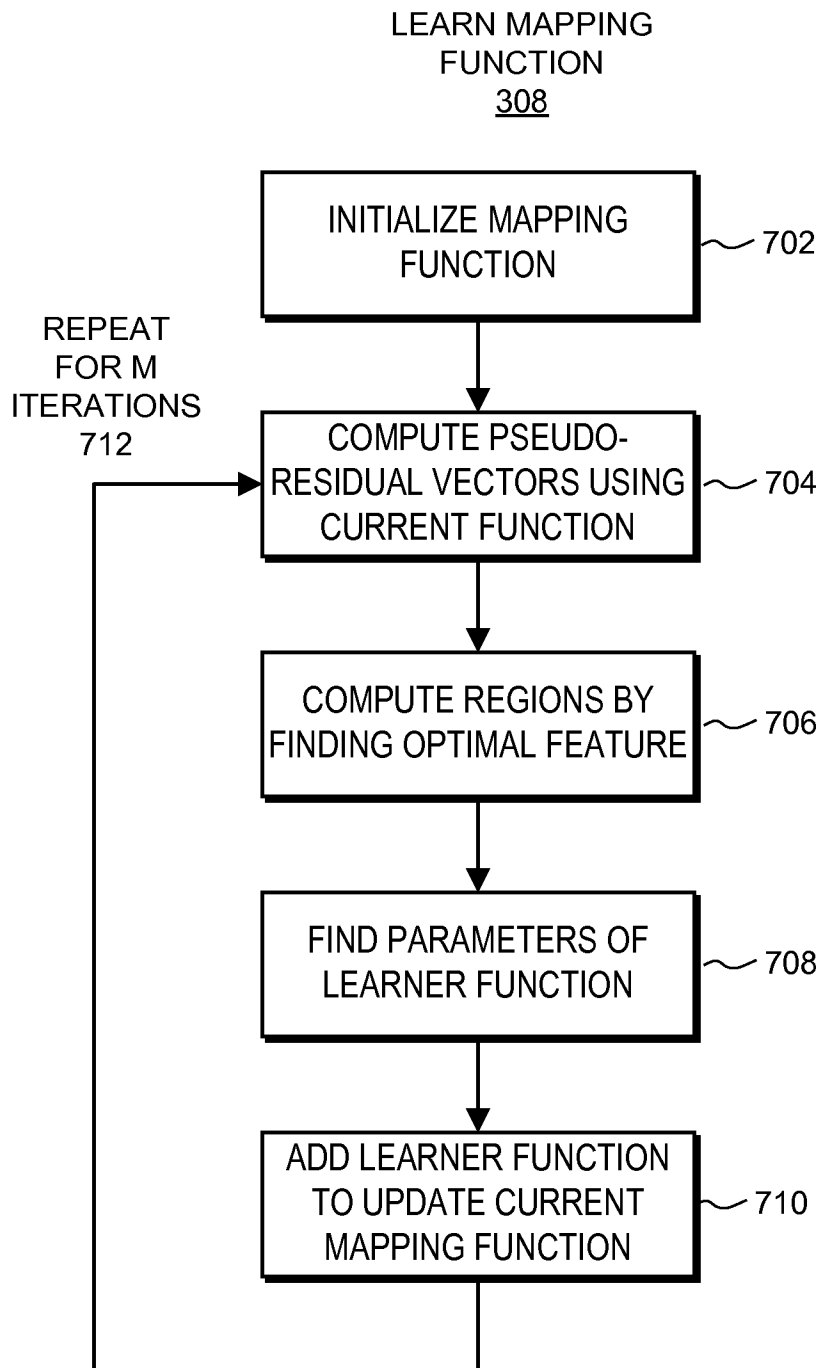 LEARN MAPPING
FUNCTION
308
INITIALIZE MAPPING
FUNCTION
702
REPEAT
FOR M
ITERATIONS
712
COMPUTE PSEUDO-
RESIDUAL VECTORS USING
CURRENT FUNCTION
704
COMPUTE REGIONS BY
FINDING OPTIMAL FEATURE
706
FIND PARAMETERS OF
LEARNER FUNCTION
708
ADD LEARNER FUNCTION
TO UPDATE CURRENT
MAPPING FUNCTION
710